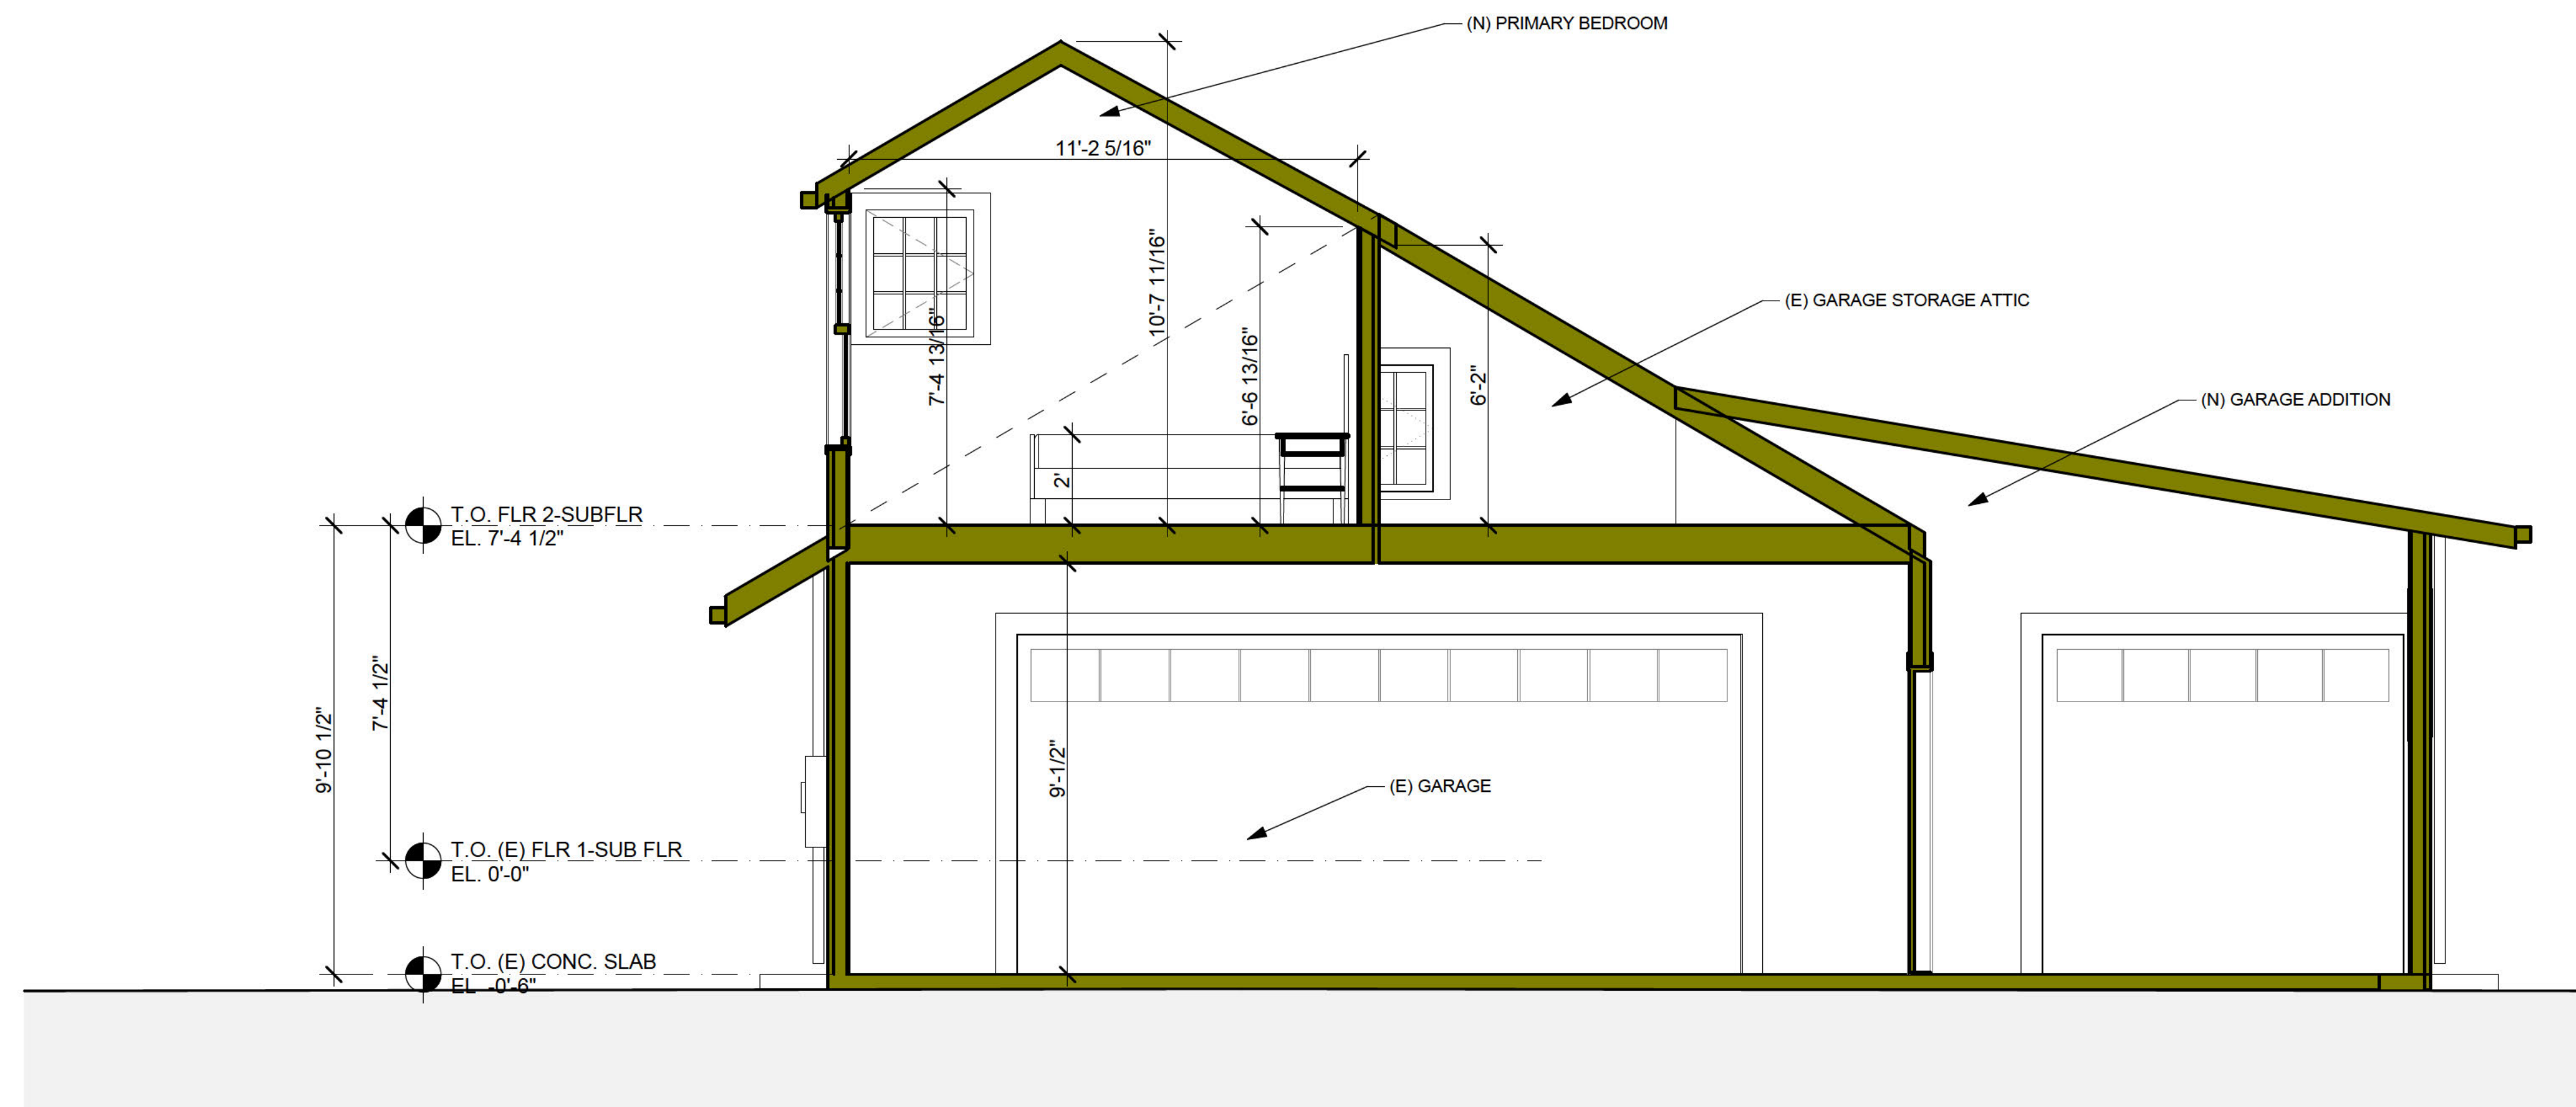 (N) PRIMARY BEDROOM
11'-2 5/16"
10'-7 11/16"
7'-4 13/16"
6'-6 13/16"
6'-2"
2'
(E) GARAGE STORAGE ATTIC
(N) GARAGE ADDITION
T.O. FLR 2-SUBFLR
EL. 7'-4 1/2"
7'-4 1/2"
9'-10 1/2"
9'-1/2"
(E) GARAGE
T.O. (E) FLR 1-SUB FLR
EL. 0'-0"
T.O. (E) CONC. SLAB
EL -0'-6"